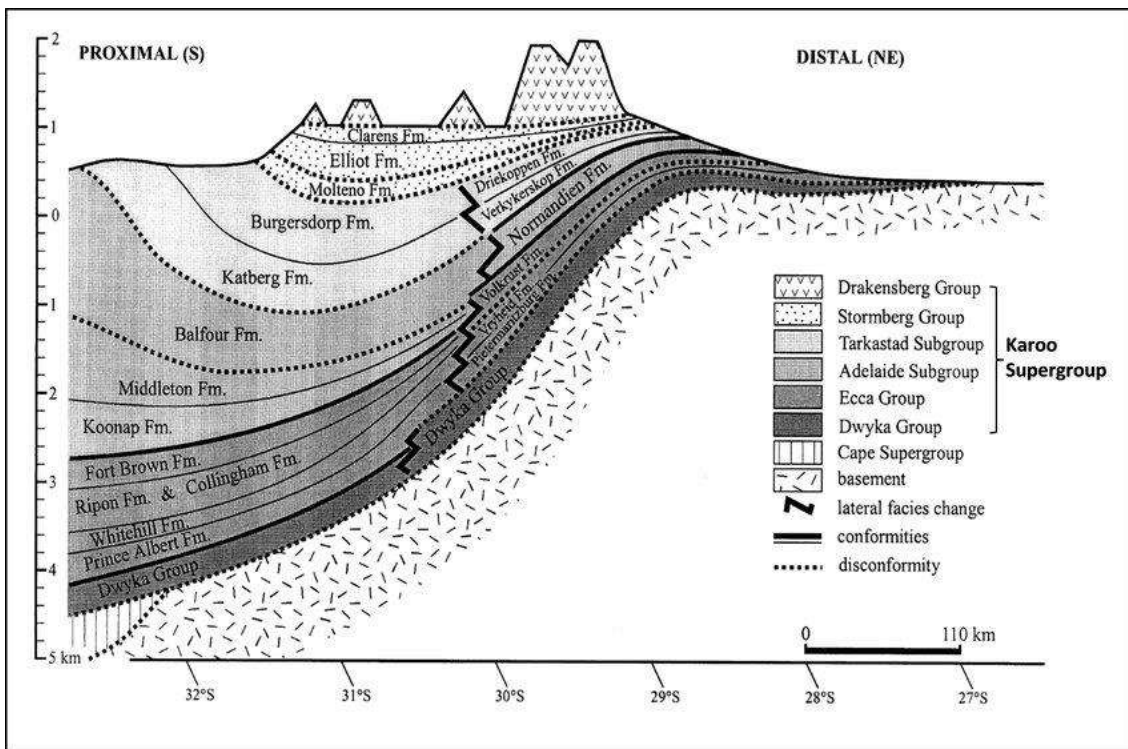 PROXIMAL (S)
DISTAL (NE)
2
1
0
1
2
3
4
5 km
Clarens Fm.
Elliot Fm.
Molteno Fm.
Burgersdorp Fm.
Katberg Fm.
Balfour Fm.
Middleton Fm.
Koonap Fm.
Fort Brown Fm.
Ripon Fm. & Collingham Fm.
Whitehill Fm.
Prince Albert Fm.
Dwyka Group
Driekoppen Fm.
Verkykerskop Fm.
Normandien Fm.
Volkrust Fm.
Vryheid Fm.
Pietermaritzburg Fm.
Dwyka Group
Drakensberg Group
Stormberg Group
Tarkastad Subgroup
Adelaide Subgroup
Ecca Group
Dwyka Group
Karoo
Supergroup
Cape Supergroup
basement
lateral facies change
conformities
disconformity
0 110 km
32°S 31°S 30°S 29°S 28°S 27°S